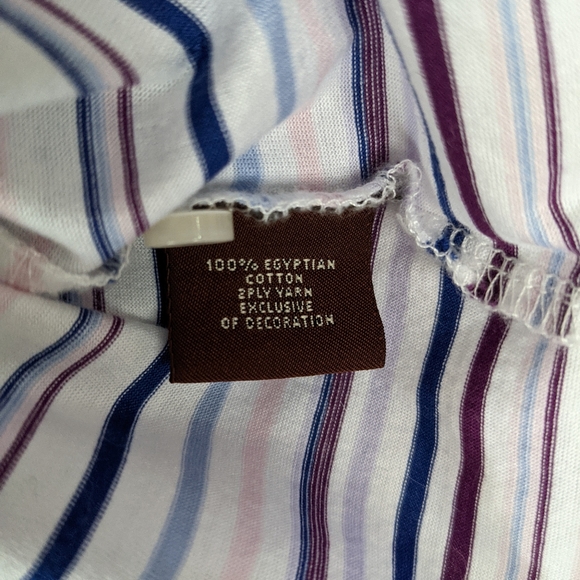 100% EGYPTIAN
COTTON
2PLY YARN
EXCLUSIVE
OF DECORATION